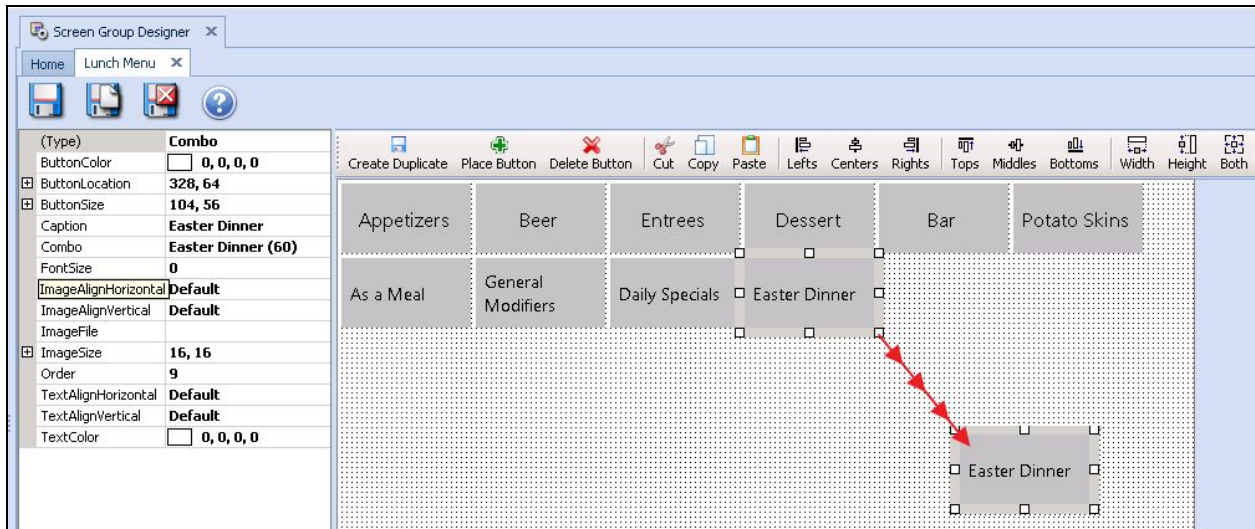 Screen Group Designer
Home Lunch Menu
(Type) Combo
ButtonColor 0, 0, 0, 0
ButtonLocation 328, 64
ButtonSize 104, 56
Caption Easter Dinner
Combo Easter Dinner (60)
FontSize 0
ImageAlignHorizontal Default
ImageAlignVertical Default
ImageFile
ImageSize 16, 16
Order 9
TextAlignHorizontal Default
TextAlignVertical Default
TextColor 0, 0, 0, 0
Create Duplicate Place Button Delete Button Cut Copy Paste Lefts Centers Rights Tops Middles Bottoms Width Height Both
Appetizers Beer Entrees Dessert Bar Potato Skins
As a Meal General Modifiers Daily Specials Easter Dinner
Easter Dinner